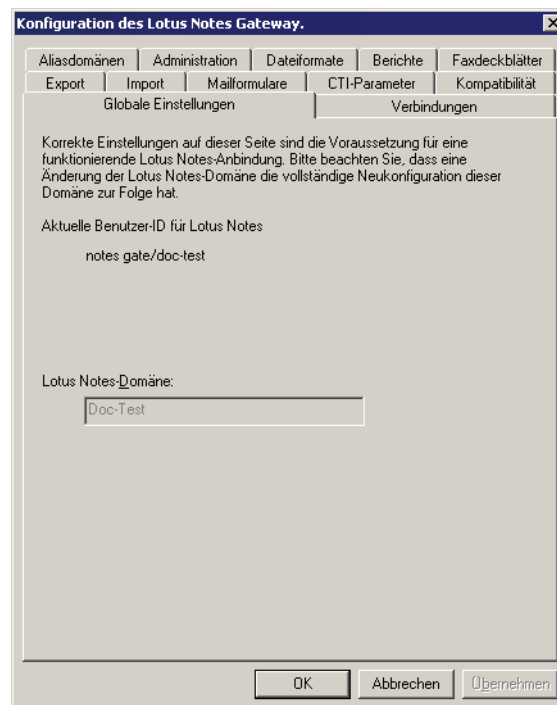 Konfiguration des Lotus Notes Gateway.
Aliasdomänen Administration Dateiformate Berichte Faxdeckblätter
Export Import Mailformulare CTI-Parameter Kompatibilität
Globale Einstellungen Verbindungen
Korrekte Einstellungen auf dieser Seite sind die Voraussetzung für eine
funktionierende Lotus Notes-Anbindung. Bitte beachten Sie, dass eine
Änderung der Lotus Notes-Domäne die vollständige Neukonfiguration dieser
Domäne zur Folge hat.
Aktuelle Benutzer-ID für Lotus Notes
notes gate/doc-test
Lotus Notes-Domäne:
Doc-Test
OK Abbrechen Übernehmen